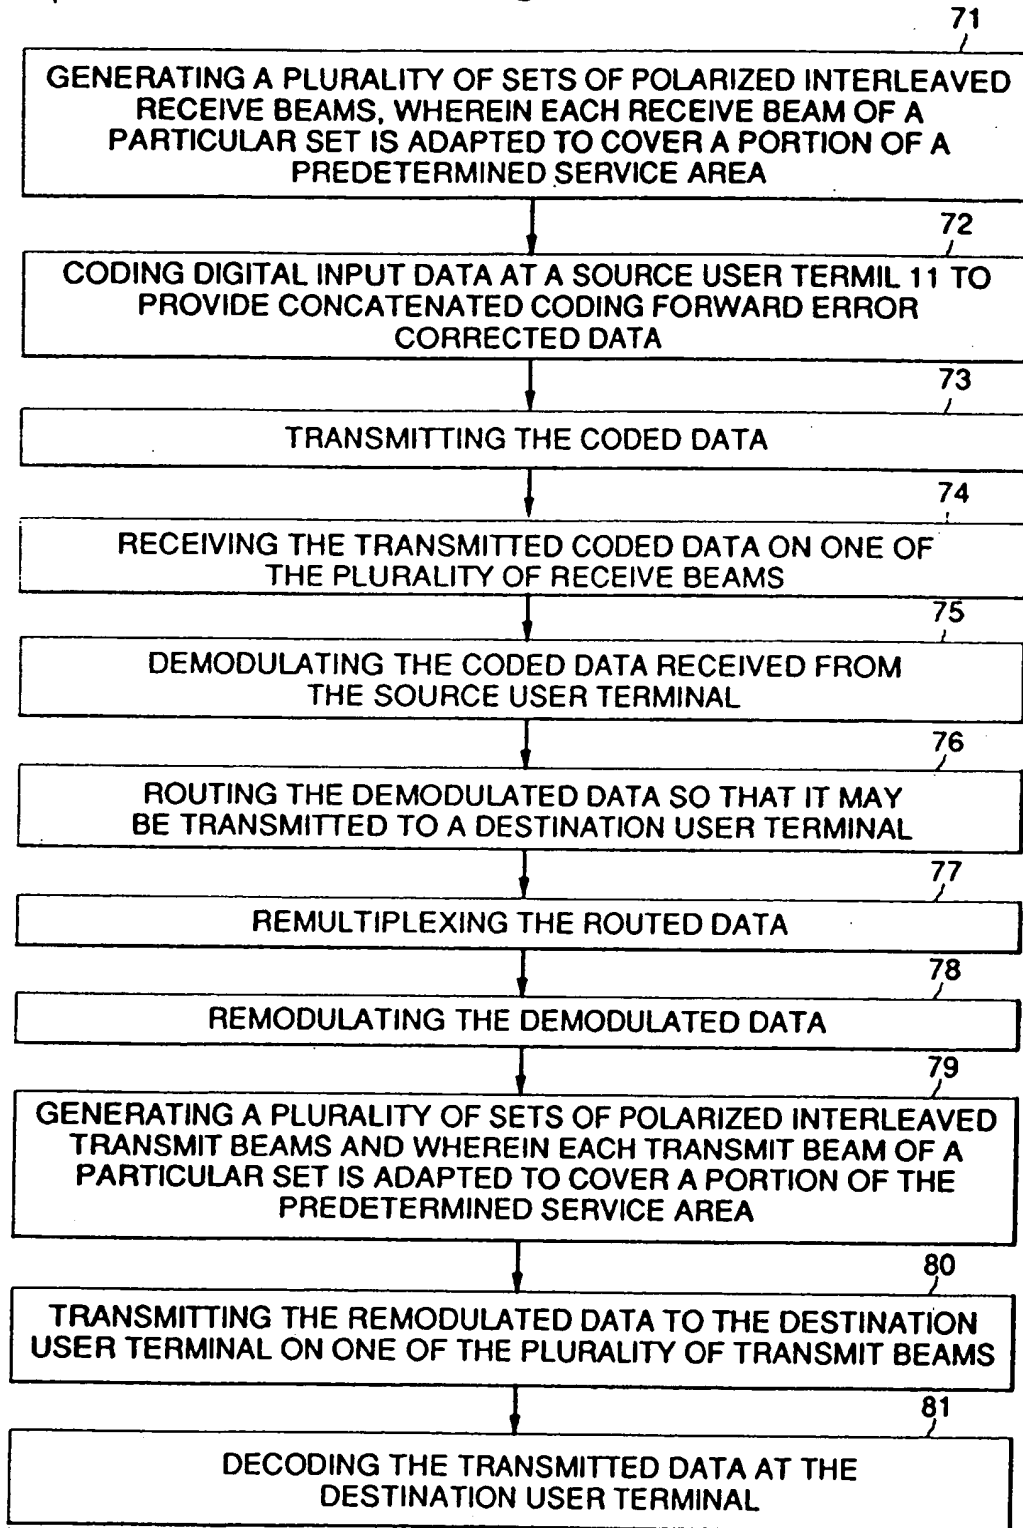 71
GENERATING A PLURALITY OF SETS OF POLARIZED INTERLEAVED
RECEIVE BEAMS, WHEREIN EACH RECEIVE BEAM OF A
PARTICULAR SET IS ADAPTED TO COVER A PORTION OF A
PREDETERMINED SERVICE AREA
72
CODING DIGITAL INPUT DATA AT A SOURCE USER TERMIL 11 TO
PROVIDE CONCATENATED CODING FORWARD ERROR
CORRECTED DATA
73
TRANSMITTING THE CODED DATA
74
RECEIVING THE TRANSMITTED CODED DATA ON ONE OF
THE PLURALITY OF RECEIVE BEAMS
75
DEMODULATING THE CODED DATA RECEIVED FROM
THE SOURCE USER TERMINAL
76
ROUTING THE DEMODULATED DATA SO THAT IT MAY
BE TRANSMITTED TO A DESTINATION USER TERMINAL
77
REMULTIPLEXING THE ROUTED DATA
78
REMODULATING THE DEMODULATED DATA
79
GENERATING A PLURALITY OF SETS OF POLARIZED INTERLEAVED
TRANSMIT BEAMS AND WHEREIN EACH TRANSMIT BEAM OF A
PARTICULAR SET IS ADAPTED TO COVER A PORTION OF THE
PREDETERMINED SERVICE AREA
80
TRANSMITTING THE REMODULATED DATA TO THE DESTINATION
USER TERMINAL ON ONE OF THE PLURALITY OF TRANSMIT BEAMS
81
DECODING THE TRANSMITTED DATA AT THE
DESTINATION USER TERMINAL